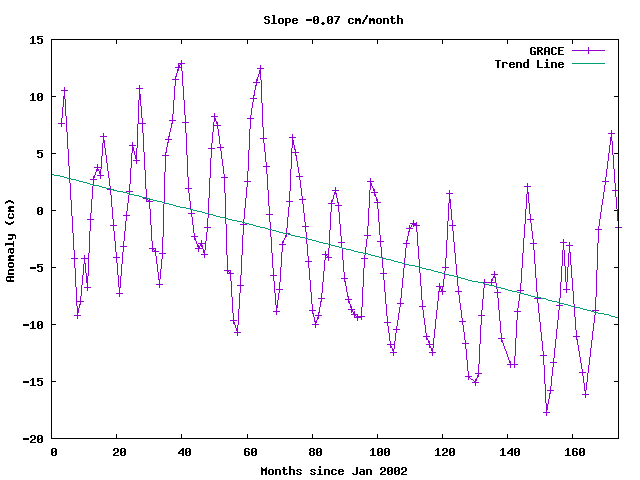 Slope -0.07 cm/month
GRACE
Trend Line
15
10
5
0
-5
-10
-15
-20
Anomaly (cm)
0 20 40 60 80 100 120 140 160
Months since Jan 2002